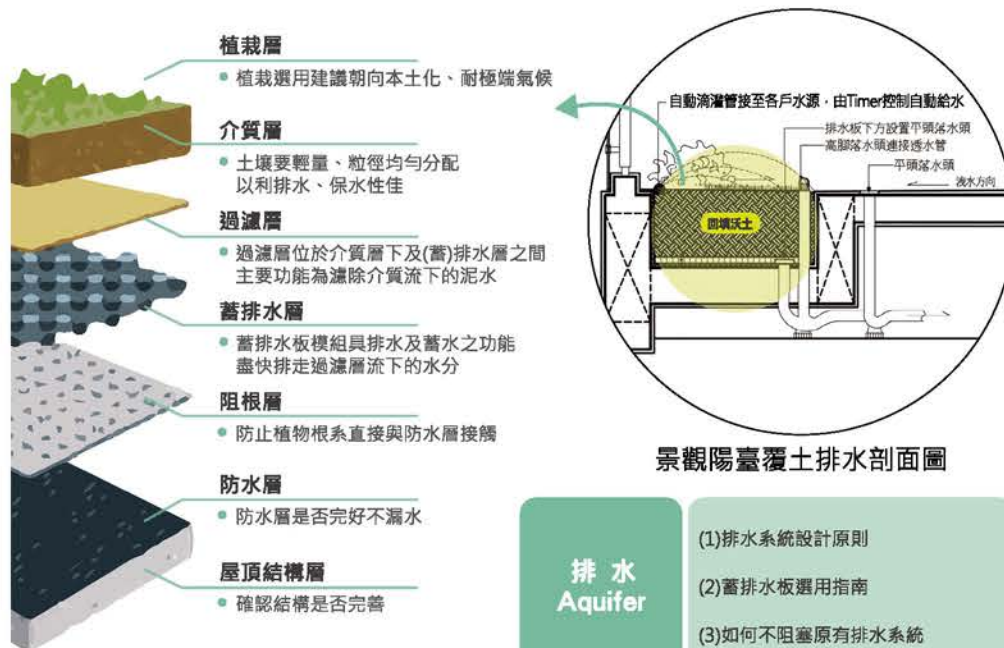 植栽層
植栽選用建議朝向本土化、耐極端氣候
介質層
土壤要輕量、粒徑均勻分配
以利排水、保水性佳
過濾層
過濾層位於介質層下及(蓄)排水層之間
主要功能為濾除介質流下的泥水
蓄排水層
蓄排水板模組具排水及蓄水之功能
盡快排走過濾層流下的水分
阻根層
防止植物根系直接與防水層接觸
防水層
防水層是否完好不漏水
屋頂結構層
確認結構是否完善
自動滴灌管接至各戶水源，由Timer控制自動給水
排水板下方設置平頭落水頭
高腳落水頭連接透水管
平頭落水頭
洩水方向
回填沃土
景觀陽臺覆土排水剖面圖
排水
Aquifer
(1)排水系統設計原則
(2)蓄排水板選用指南
(3)如何不阻塞原有排水系統